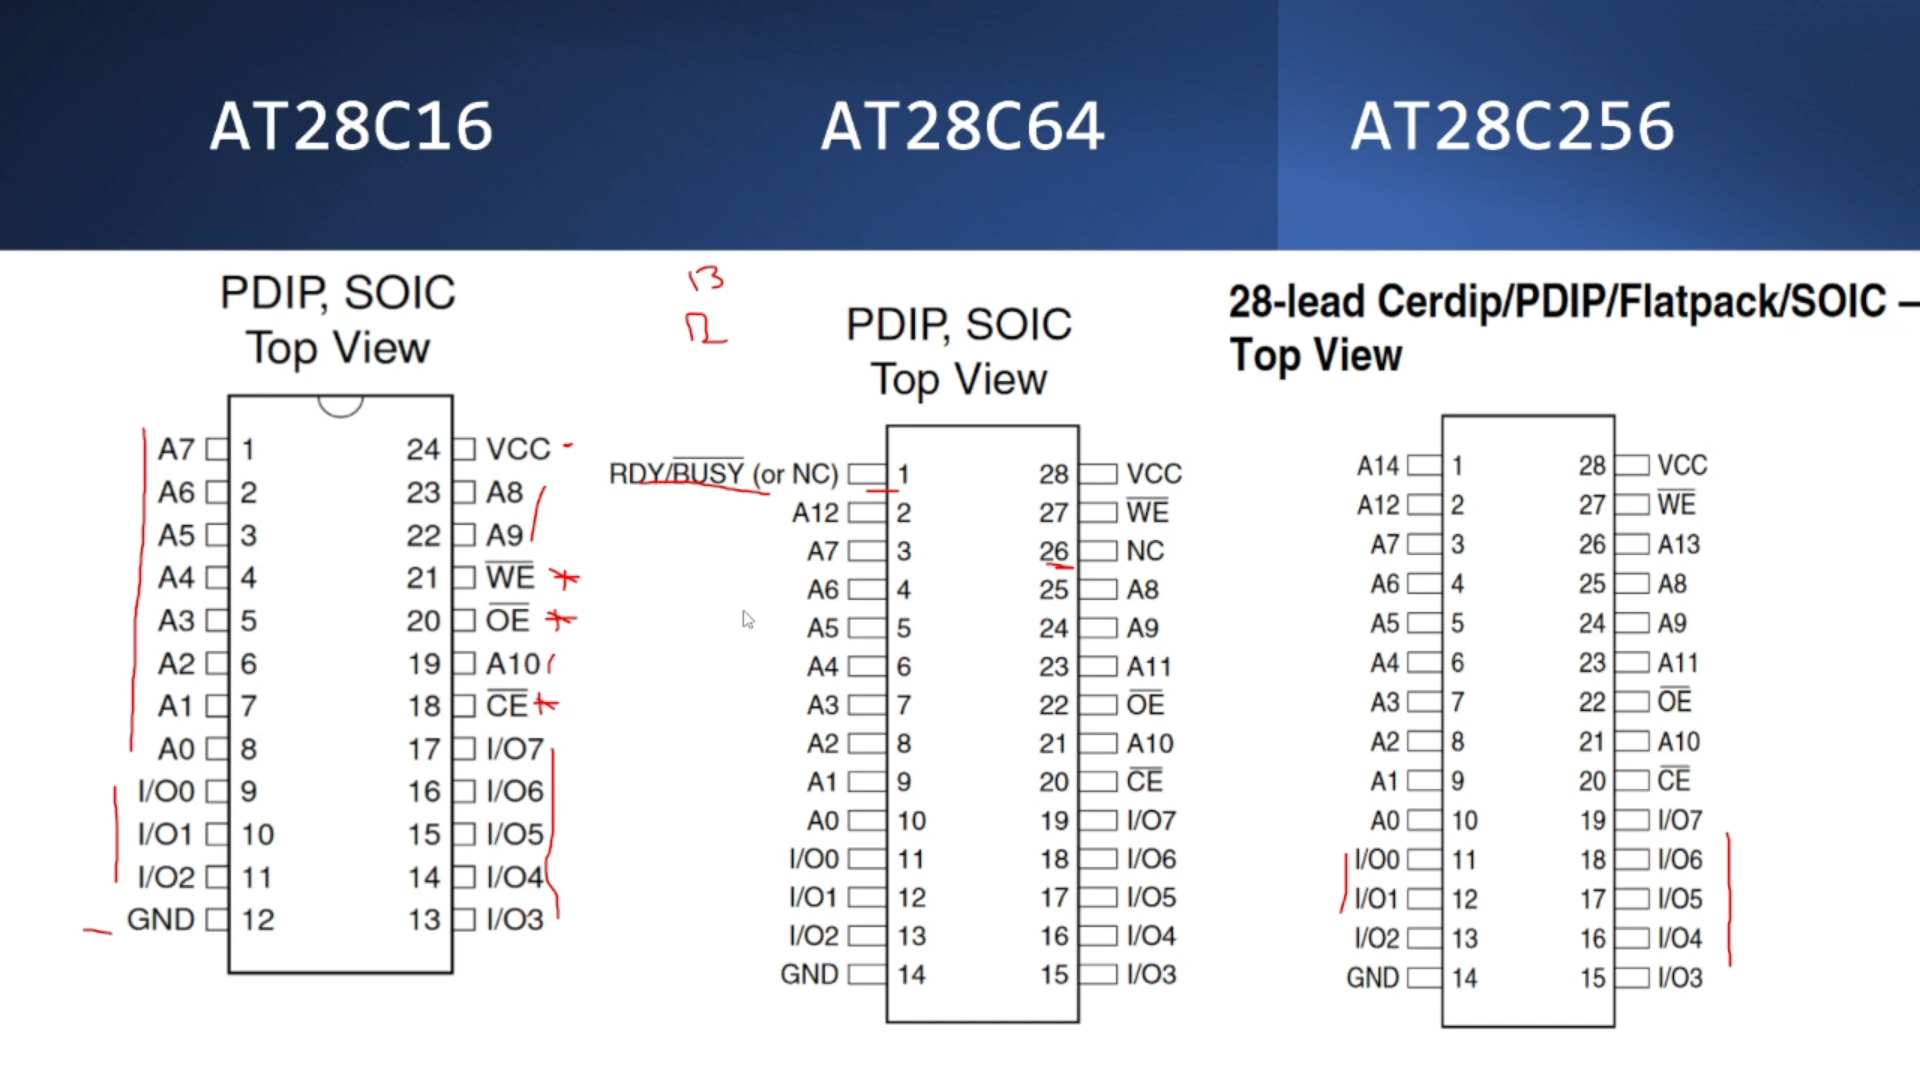 AT28C16
AT28C64
AT28C256
PDIP, SOIC
Top View
A7 1 24 VCC
A6 2 23 A8
A5 3 22 A9
A4 4 21 WE
A3 5 20 OE
A2 6 19 A10
A1 7 18 CE
A0 8 17 I/O7
I/O0 9 16 I/O6
I/O1 10 15 I/O5
I/O2 11 14 I/O4
GND 12 13 I/O3
13
12
PDIP, SOIC
Top View
RDY/BUSY (or NC) 1 28 VCC
A12 2 27 WE
A7 3 26 NC
A6 4 25 A8
A5 5 24 A9
A4 6 23 A11
A3 7 22 OE
A2 8 21 A10
A1 9 20 CE
A0 10 19 I/O7
I/O0 11 18 I/O6
I/O1 12 17 I/O5
I/O2 13 16 I/O4
GND 14 15 I/O3
28-lead Cerdip/PDIP/Flatpack/SOIC –
Top View
A14 1 28 VCC
A12 2 27 WE
A7 3 26 A13
A6 4 25 A8
A5 5 24 A9
A4 6 23 A11
A3 7 22 OE
A2 8 21 A10
A1 9 20 CE
A0 10 19 I/O7
I/O0 11 18 I/O6
I/O1 12 17 I/O5
I/O2 13 16 I/O4
GND 14 15 I/O3